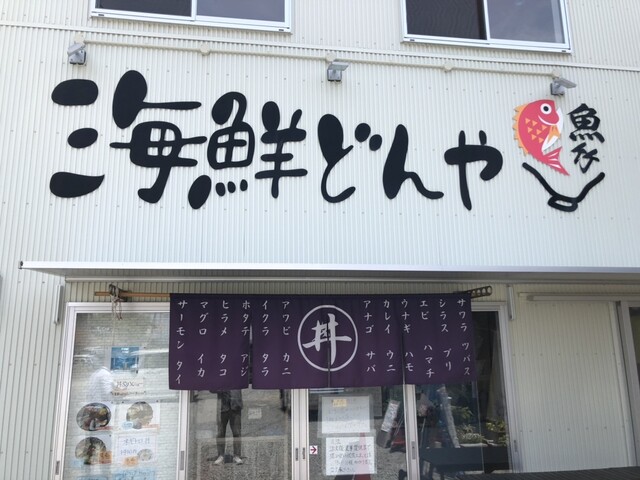 海鮮どんや
サワラ ツバス
シラス ブリ
エビ ハマチ
ウナギ ハモ
カレイ ウニ
アナゴ サバ
丼
アワビ カニ
イクラ タラ
ホタテ アジ
ヒラメ タコ
マグロ イカ
サーモン タイ